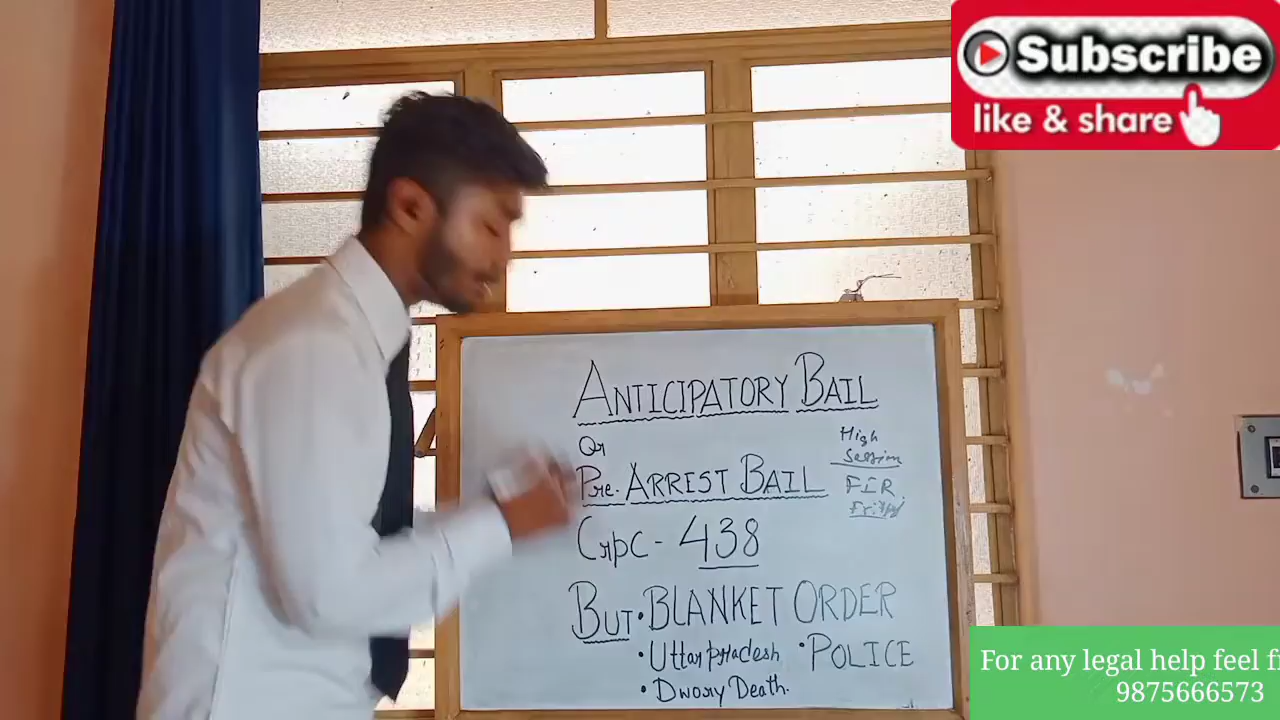 Subscribe
like & share
ANTICIPATORY BAIL
Or
Pre. ARREST BAIL
High
Session
FIR
Crpc - 438
BUT • BLANKET ORDER
• Uttar pradesh • POLICE
• Dwory Death.
For any legal help feel f
9875666573